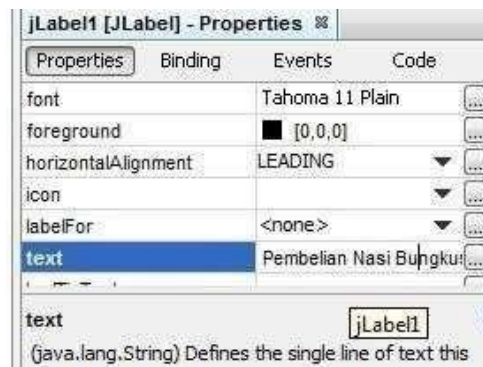 jLabel1 [JLabel] - Properties
Properties Binding Events Code
font Tahoma 11 Plain ...
foreground [0,0,0]
horizontalAlignment LEADING ...
icon ...
labelFor <none> ...
text Pembelian Nasi Bungku ...
text
jLabel1
(java.lang.String) Defines the single line of text this